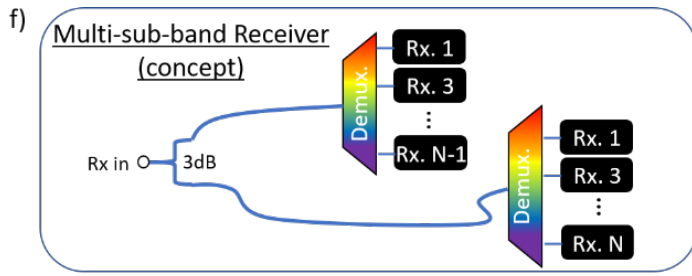 f)
Multi-sub-band Receiver
(concept)
Rx in
3dB
Demux.
Rx. 1
Rx. 3
...
Rx. N-1
Demux.
Rx. 1
Rx. 3
...
Rx. N